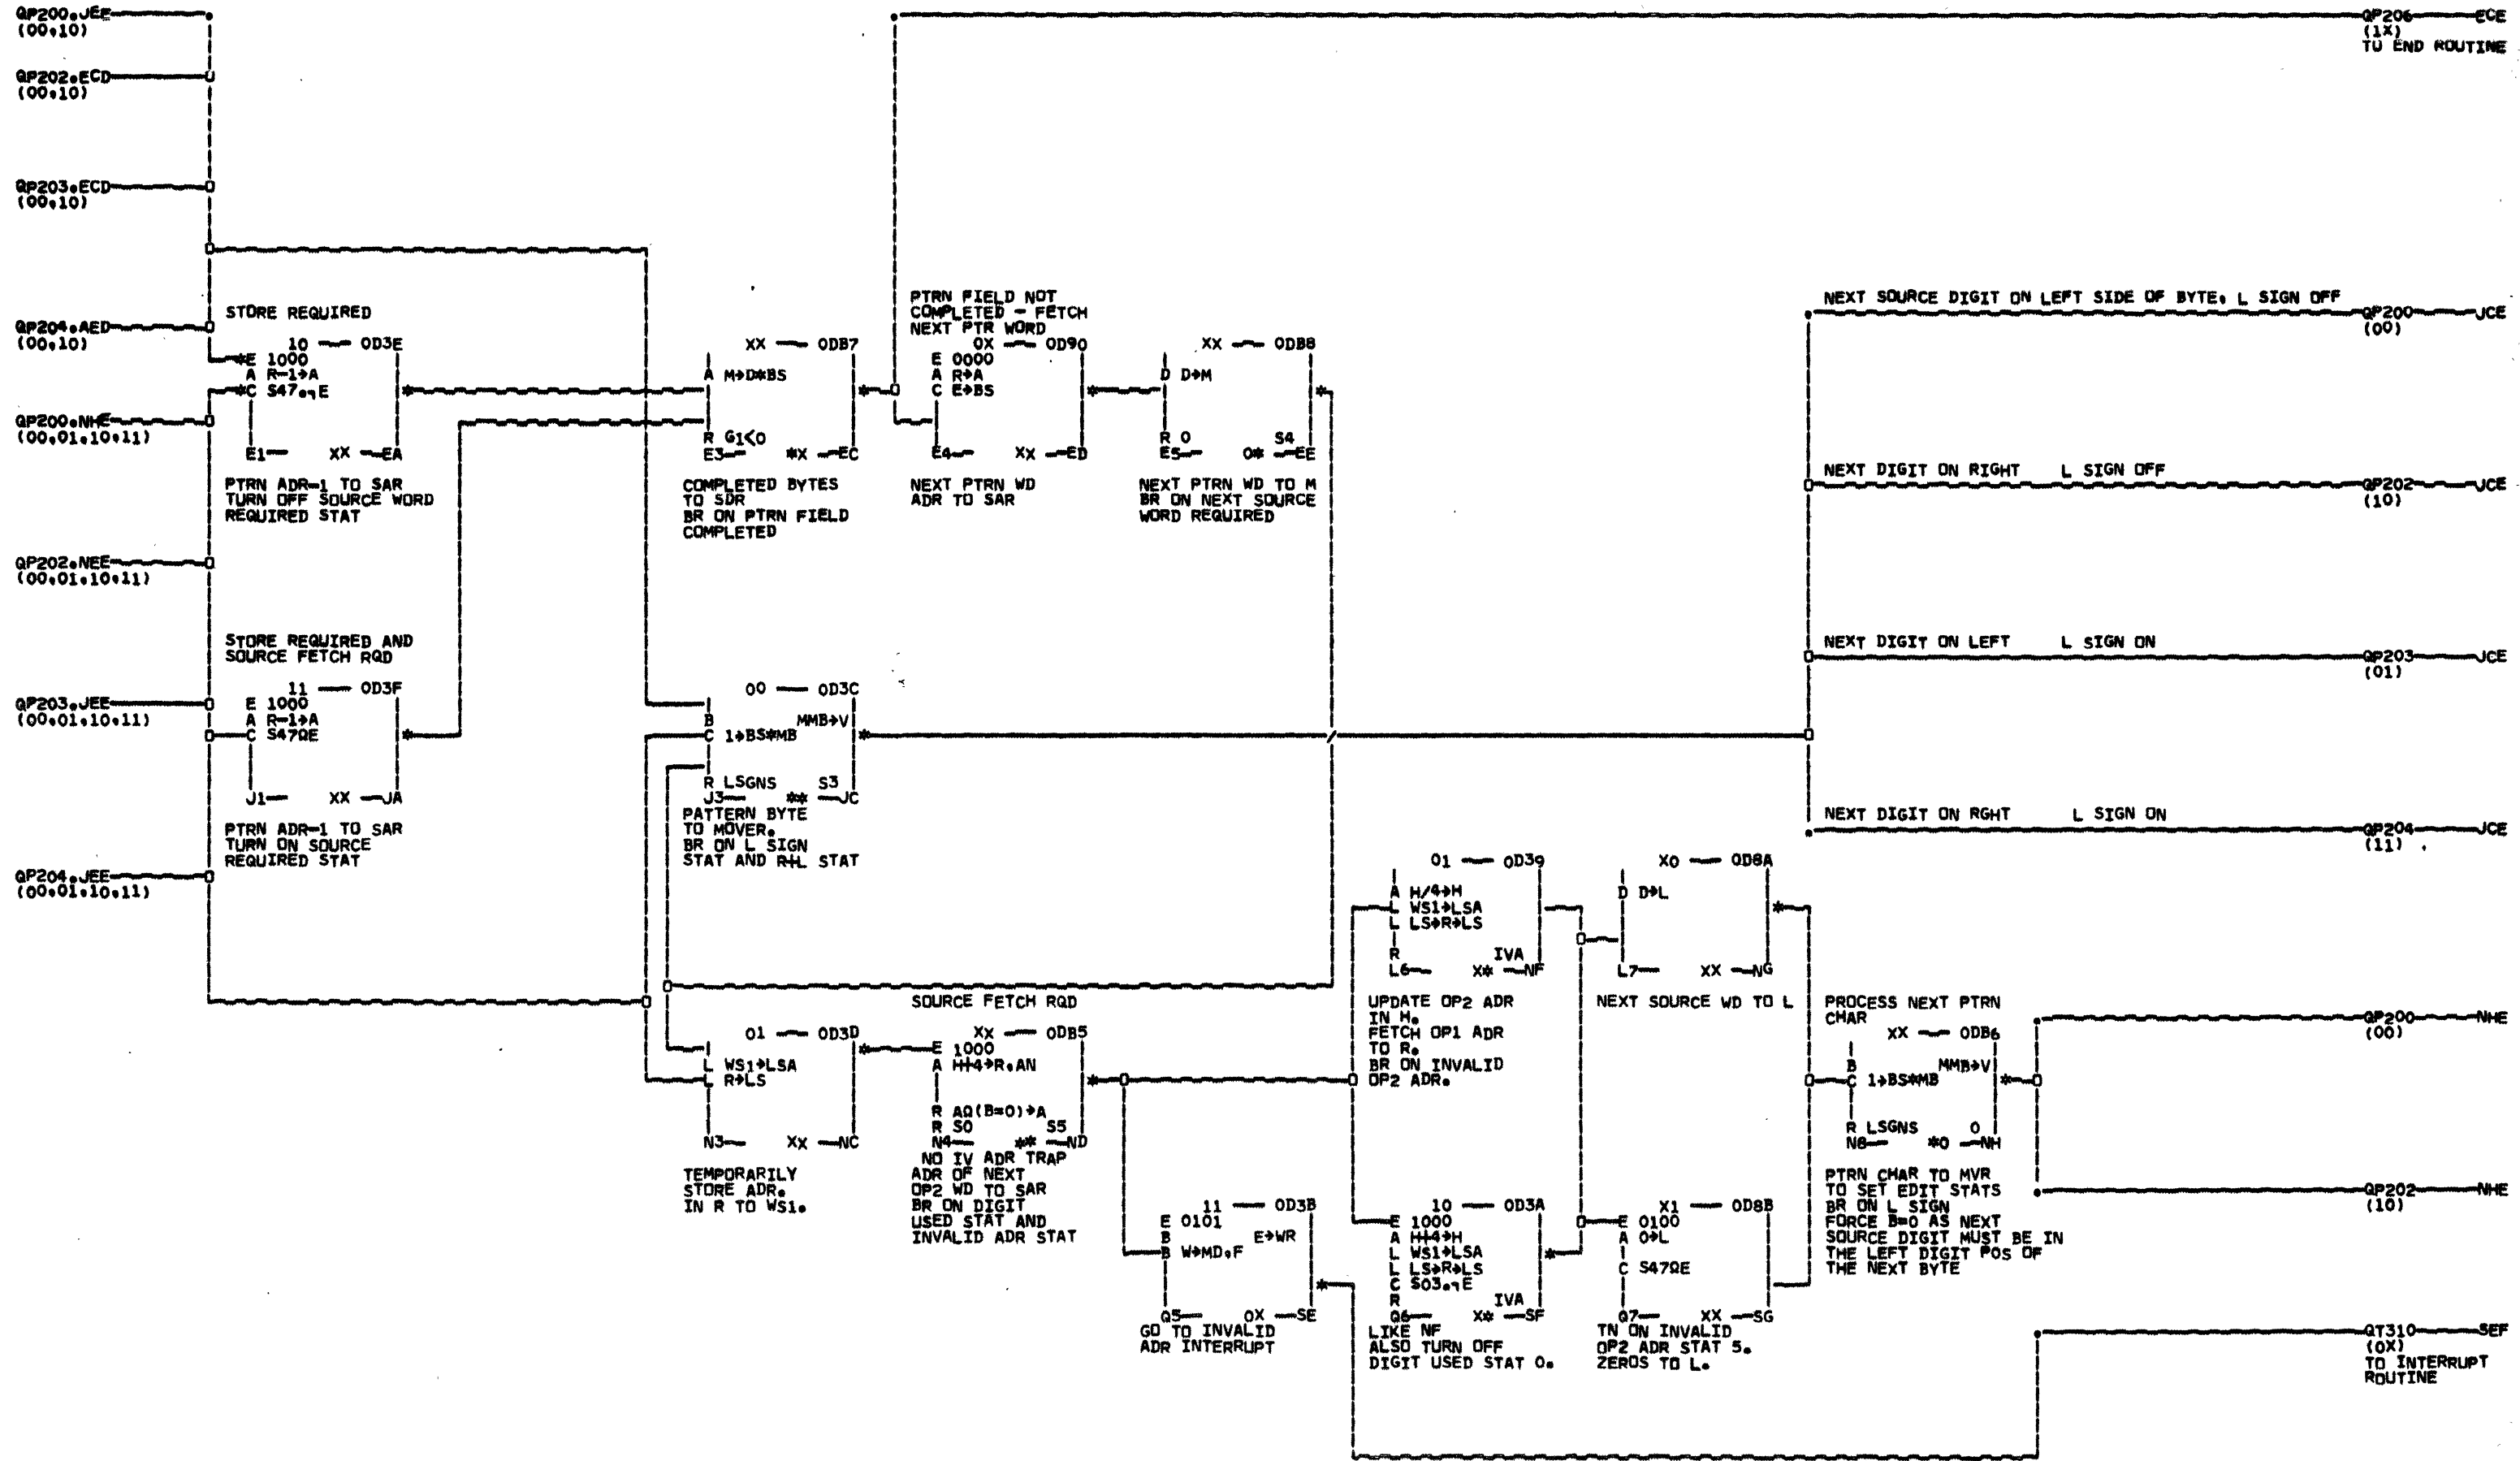 QP200.JEE
(00,10)
QP202.ECD
(00,10)
QP203.ECD
(00,10)
QP204.AED
(00,10)
QP200.NHE
(00,01,10,11)
QP202.NEE
(00,01,10,11)
QP203.JEE
(00,01,10,11)
QP204.JEE
(00,01,10,11)
STORE REQUIRED
10 — 0D3E
E 1000
A R-1→A
C S47.¬E
E1— XX —EA
PTRN ADR-1 TO SAR
TURN OFF SOURCE WORD
REQUIRED STAT
STORE REQUIRED AND
SOURCE FETCH RQD
11 — 0D3F
E 1000
A R-1→A
C S47ΩE
J1— XX —JA
PTRN ADR-1 TO SAR
TURN ON SOURCE
REQUIRED STAT
XX — 0DB7
A M→D*BS
R G1<0
E3— *X —EC
COMPLETED BYTES
TO SDR
BR ON PTRN FIELD
COMPLETED
00 — 0D3C
B MMB→V
C 1→BS*MB
R LSGNS S3
J3— ** —JC
PATTERN BYTE
TO MOVER.
BR ON L SIGN
STAT AND R+L STAT
01 — 0D3D
L WS1→LSA
L R→LS
N3— XX —NC
TEMPORARILY
STORE ADR.
IN R TO WS1.
PTRN FIELD NOT
COMPLETED - FETCH
NEXT PTR WORD
0X — 0D90
E 0000
A R→A
C E→BS
E4— XX —ED
NEXT PTRN WD
ADR TO SAR
XX — 0DB8
D D→M
R 0 S4
E5— 0* —EE
NEXT PTRN WD TO M
BR ON NEXT SOURCE
WORD REQUIRED
SOURCE FETCH RQD
XX — 0DB5
E 1000
A H+4→R.AN
R AΩ(B=0)→A
R S0 S5
N4— ** —ND
NO IV ADR TRAP
ADR OF NEXT
OP2 WD TO SAR
BR ON DIGIT
USED STAT AND
INVALID ADR STAT
11 — 0D3B
E 0101
B E→WR
B W→MD,F
Q5— 0X —SE
GO TO INVALID
ADR INTERRUPT
01 — 0D39
A H/4→H
L WS1→LSA
L LS→R→LS
R IVA
L6— X* —NF
UPDATE OP2 ADR
IN H.
FETCH OP1 ADR
TO R.
BR ON INVALID
OP2 ADR.
10 — 0D3A
E 1000
A H+4→H
L WS1→LSA
L LS→R→LS
C S03.¬E
R IVA
Q6— X* —SF
LIKE NF
ALSO TURN OFF
DIGIT USED STAT 0.
X0 — 0D8A
D D→L
L7— XX —NG
NEXT SOURCE WD TO L
X1 — 0D8B
E 0100
A 0→L
C S47ΩE
Q7— XX —SG
TN ON INVALID
OP2 ADR STAT 5.
ZEROS TO L.
PROCESS NEXT PTRN
CHAR
XX — 0DB6
B MMB→V
C 1→BS*MB
R LSGNS 0
N8— *0 —NH
PTRN CHAR TO MVR
TO SET EDIT STATS
BR ON L SIGN
FORCE B=0 AS NEXT
SOURCE DIGIT MUST BE IN
THE LEFT DIGIT POS OF
THE NEXT BYTE
QP206 ECE
(1X)
TO END ROUTINE
NEXT SOURCE DIGIT ON LEFT SIDE OF BYTE. L SIGN OFF
QP200 JCE
(00)
NEXT DIGIT ON RIGHT L SIGN OFF
QP202 JCE
(10)
NEXT DIGIT ON LEFT L SIGN ON
QP203 JCE
(01)
NEXT DIGIT ON RGHT L SIGN ON
QP204 JCE
(11)
QP200 NHE
(00)
QP202 NHE
(10)
QT310 SEF
(0X)
TO INTERRUPT
ROUTINE